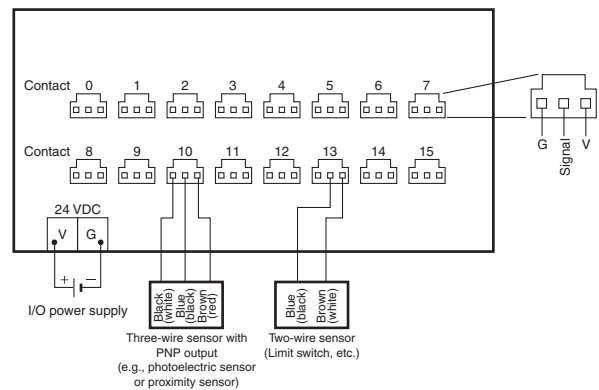 Contact 0 1 2 3 4 5 6 7
G Signal V
Contact 8 9 10 11 12 13 14 15
24 VDC
V G
+ −
I/O power supply
Black (white)
Blue (black)
Brown (red)
Blue (black)
Brown (white)
Three-wire sensor with
PNP output
(e.g., photoelectric sensor
or proximity sensor)
Two-wire sensor
(Limit switch, etc.)